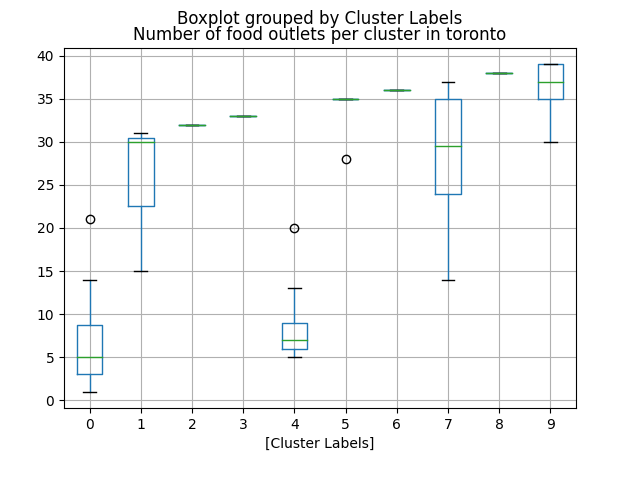 Boxplot grouped by Cluster Labels
Number of food outlets per cluster in toronto
40
35
30
25
20
15
10
5
0
0 1 2 3 4 5 6 7 8 9
[Cluster Labels]